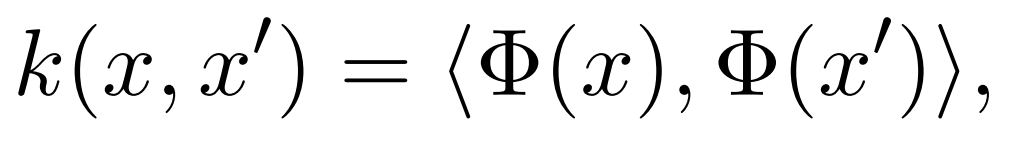 k(x, x′) = ⟨Φ(x), Φ(x′)⟩,